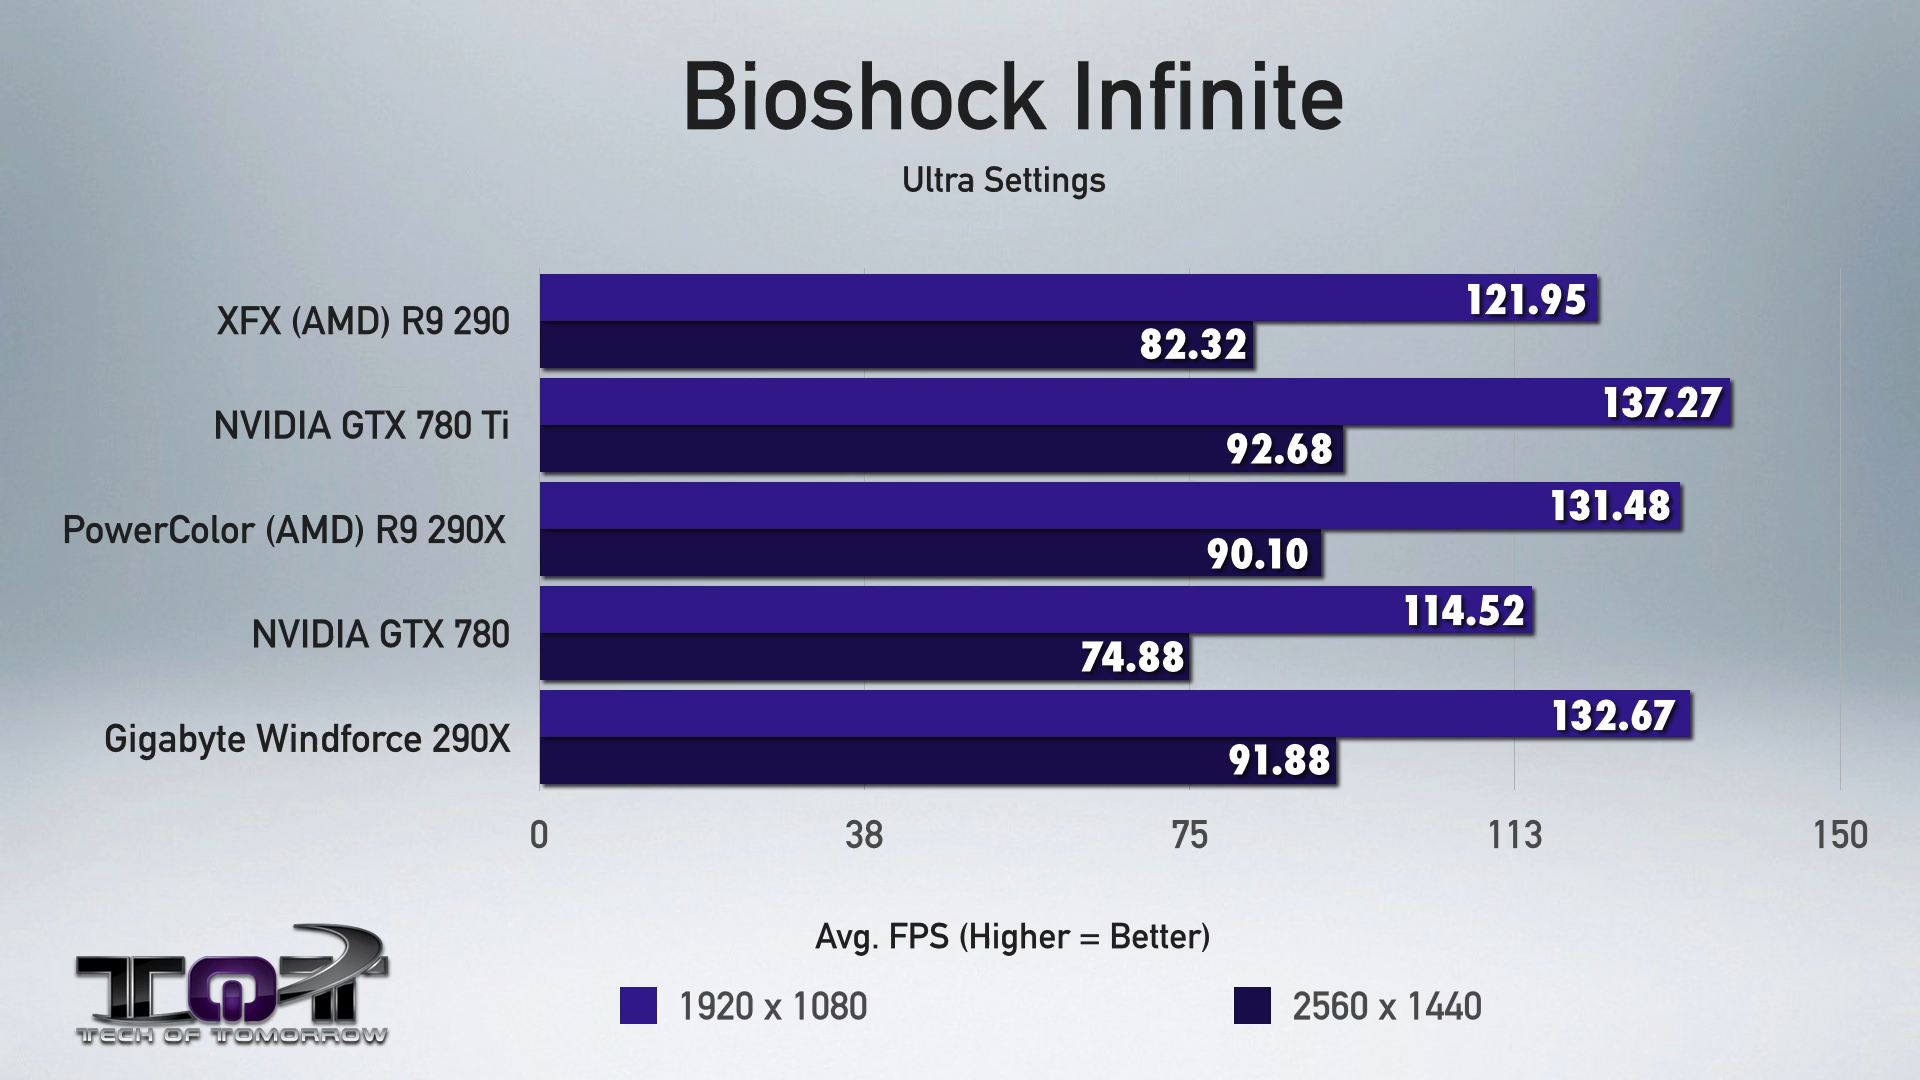 Bioshock Infinite
Ultra Settings
XFX (AMD) R9 290
121.95
82.32
NVIDIA GTX 780 Ti
137.27
92.68
PowerColor (AMD) R9 290X
131.48
90.10
NVIDIA GTX 780
114.52
74.88
Gigabyte Windforce 290X
132.67
91.88
0 38 75 113 150
Avg. FPS (Higher = Better)
1920 x 1080 2560 x 1440
TOT
TECH OF TOMORROW